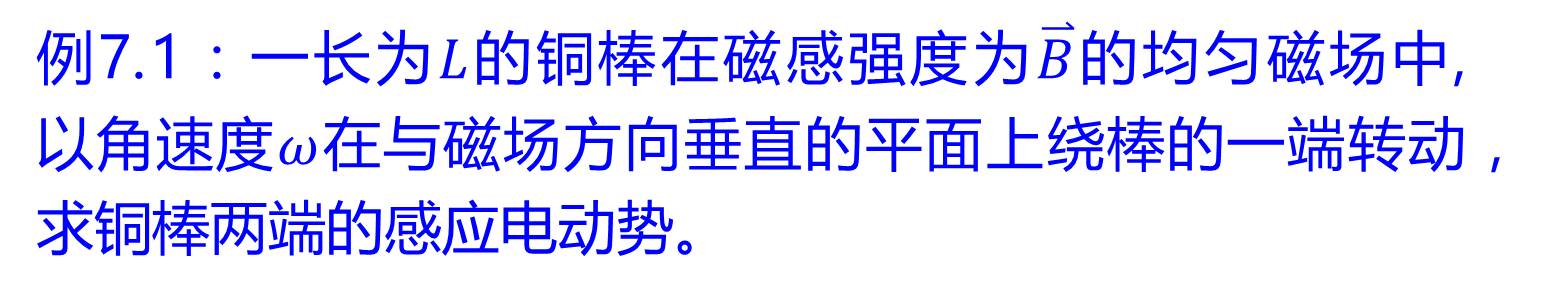 例7.1：一长为L的铜棒在磁感强度为$\vec{B}$的均匀磁场中,
以角速度ω在与磁场方向垂直的平面上绕棒的一端转动，
求铜棒两端的感应电动势。